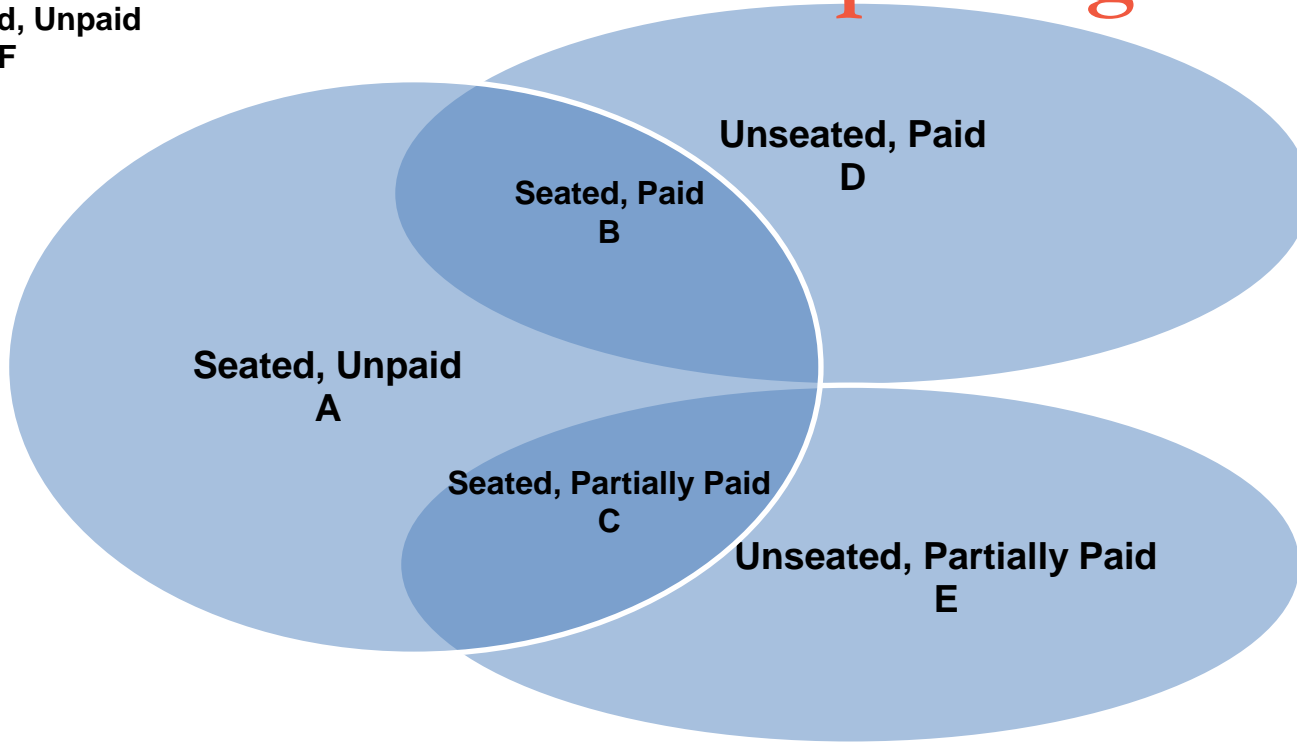 d, Unpaid
F
Unseated, Paid
D
Seated, Paid
B
Seated, Unpaid
A
Seated, Partially Paid
C
Unseated, Partially Paid
E